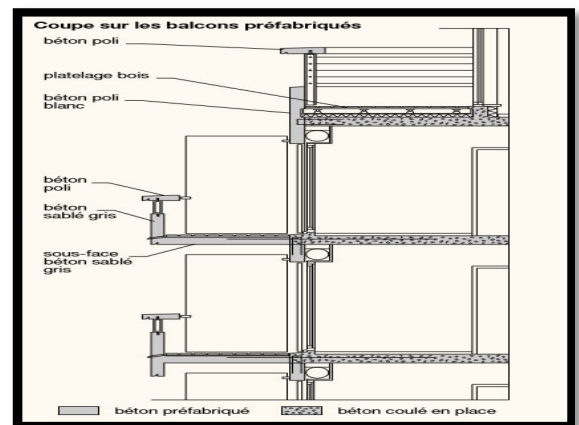 Coupe sur les balcons préfabriqués
béton poli
platelage bois
béton poli
blanc
béton
poli
béton
sablé gris
sous-face
béton sablé
gris
béton préfabriqué
béton coulé en place